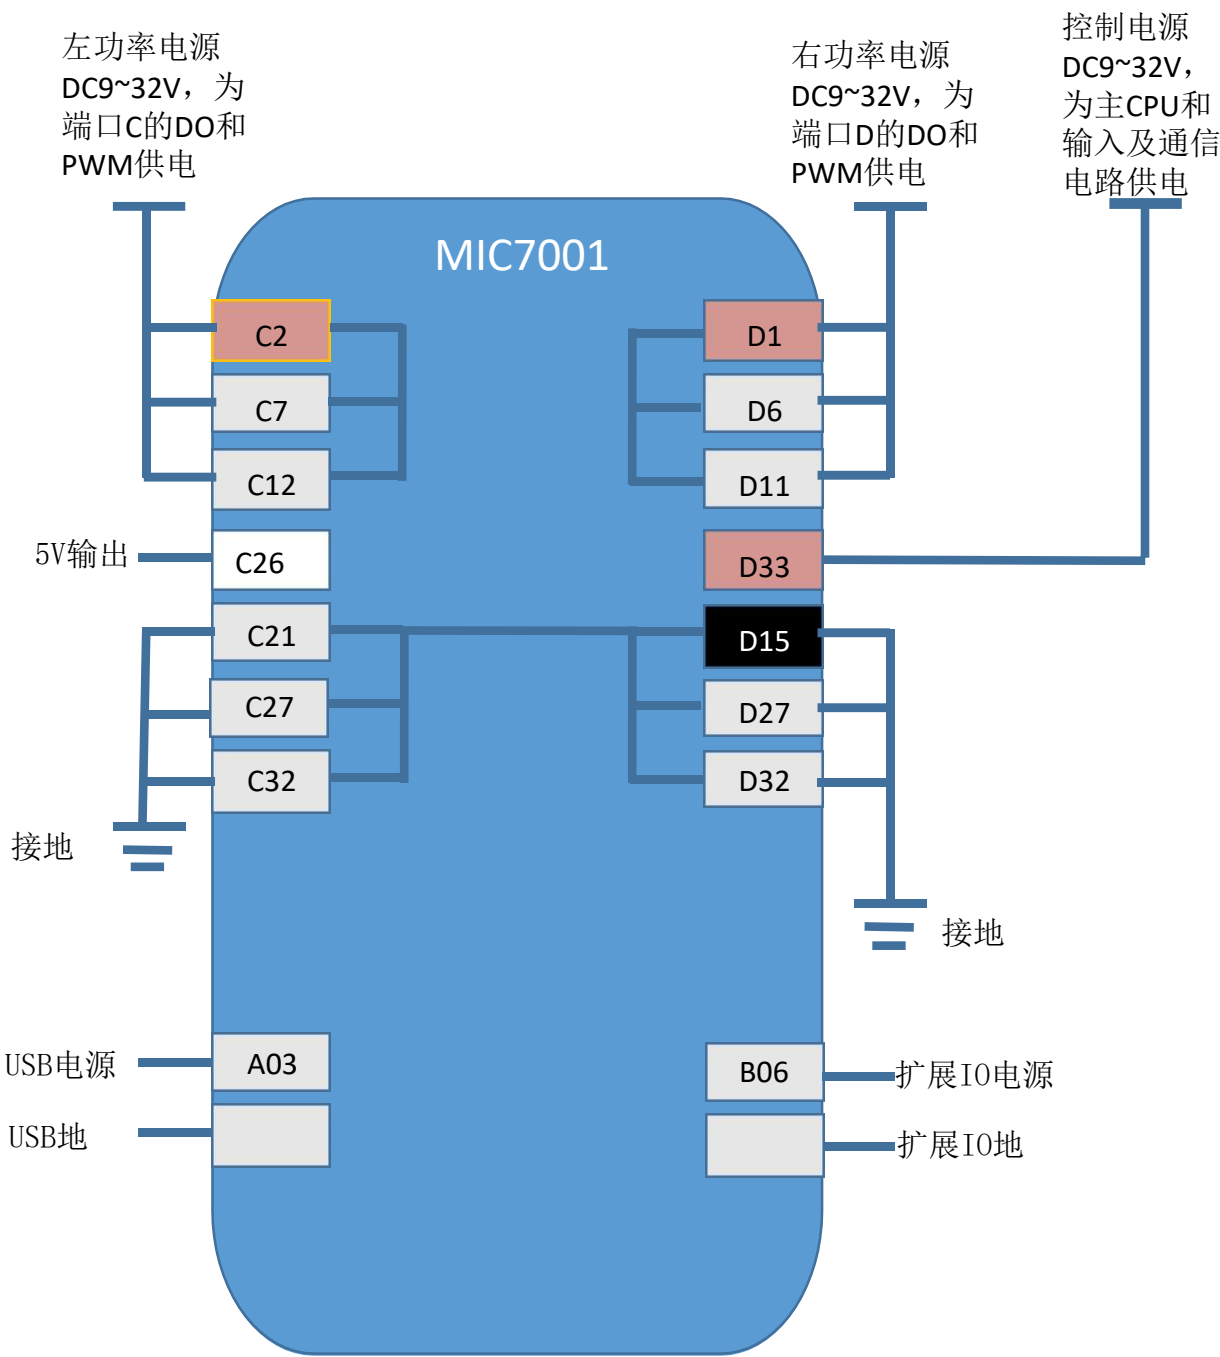 左功率电源
DC9~32V，为
端口C的DO和
PWM供电
右功率电源
DC9~32V，为
端口D的DO和
PWM供电
控制电源
DC9~32V，
为主CPU和
输入及通信
电路供电
MIC7001
C2
D1
C7
D6
C12
D11
5V输出
C26
D33
C21
D15
C27
D27
C32
D32
接地
接地
USB电源
A03
B06
扩展IO电源
USB地
扩展IO地